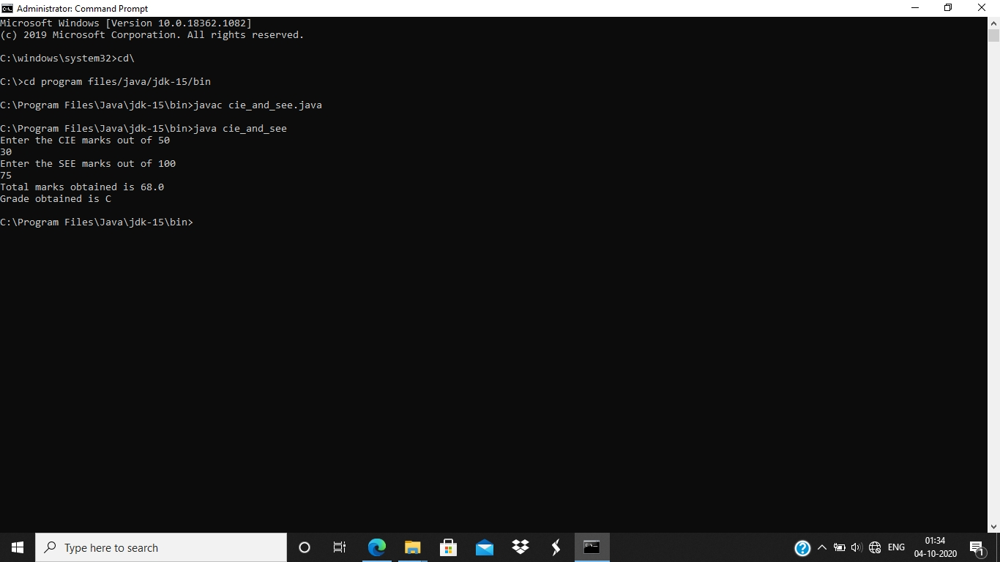 Administrator: Command Prompt
Microsoft Windows [Version 10.0.18362.1082]
(c) 2019 Microsoft Corporation. All rights reserved.
C:\windows\system32>cd\
C:\>cd program files/java/jdk-15/bin
C:\Program Files\Java\jdk-15\bin>javac cie_and_see.java
C:\Program Files\Java\jdk-15\bin>java cie_and_see
Enter the CIE marks out of 50
30
Enter the SEE marks out of 100
75
Total marks obtained is 68.0
Grade obtained is C
C:\Program Files\Java\jdk-15\bin>
Type here to search
ENG
01:34
04-10-2020
1